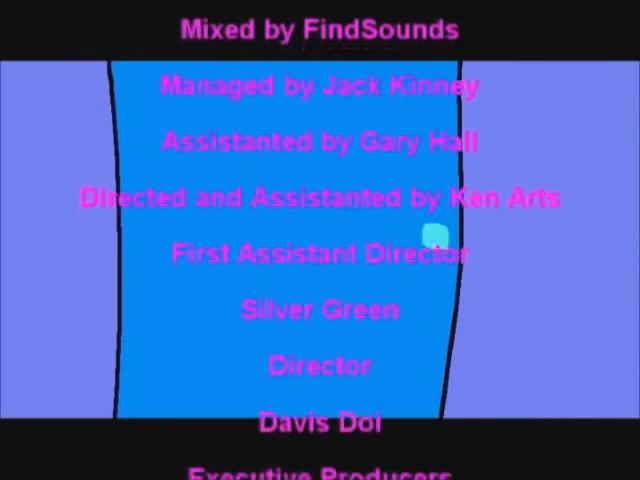 Mixed by FindSounds
Managed by Jack Kinney
Assistanted by Gary Hall
Directed and Assistanted by Ken Arts
First Assistant Director
Silver Green
Director
Davis Doi
Executive Producers